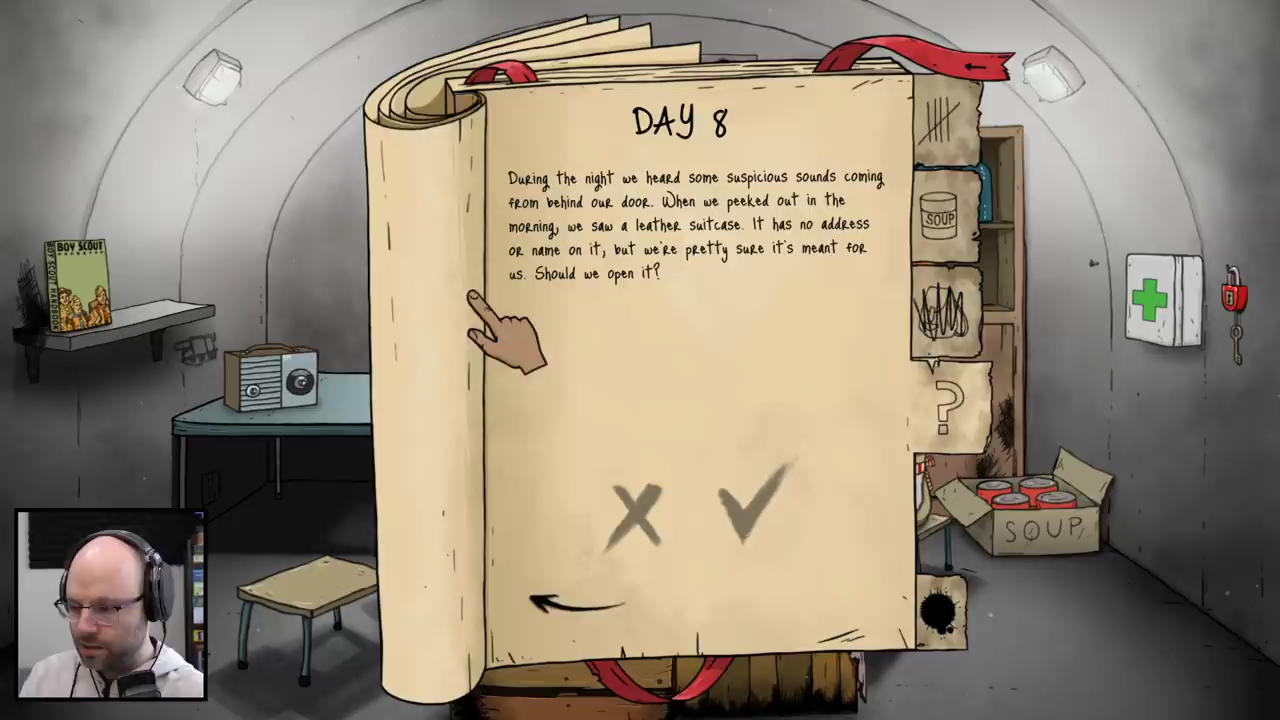 DAY 8
During the night we heard some suspicious sounds coming
from behind our door. When we peeked out in the
morning, we saw a leather suitcase. It has no address
or name on it, but we're pretty sure it's meant for
us. Should we open it?
BOY SCOUT
HANDBOOK
SOUP
?
SOUP